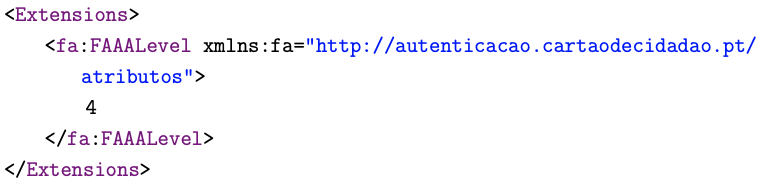 <Extensions>
<fa:FAAALevel xmlns:fa="http://autenticacao.cartaodecidadao.pt/
atributos">
4
</fa:FAAALevel>
</Extensions>